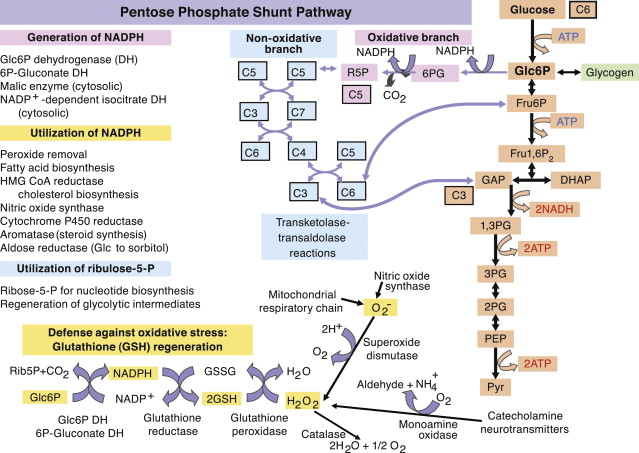 Pentose Phosphate Shunt Pathway
Generation of NADPH
Glc6P dehydrogenase (DH)
6P-Gluconate DH
Malic enzyme (cytosolic)
NADP+ -dependent isocitrate DH
(cytosolic)
Utilization of NADPH
Peroxide removal
Fatty acid biosynthesis
HMG CoA reductase
cholesterol biosynthesis
Nitric oxide synthase
Cytochrome P450 reductase
Aromatase (steroid synthesis)
Aldose reductase (Glc to sorbitol)
Utilization of ribulose-5-P
Ribose-5-P for nucleotide biosynthesis
Regeneration of glycolytic intermediates
Non-oxidative
branch
Oxidative branch
NADPH
NADPH
C5
C5
R5P
6PG
C5
CO2
C3
C7
C6
C4
C5
C3
C6
Transketolase-
transaldolase
reactions
Glucose
C6
ATP
Glc6P
Glycogen
Fru6P
ATP
Fru1,6P2
GAP
DHAP
C3
2NADH
1,3PG
2ATP
3PG
2PG
PEP
2ATP
Pyr
Nitric oxide
synthase
Mitochondrial
respiratory chain
O2−
2H+
O2
Superoxide
dismutase
Defense against oxidative stress:
Glutathione (GSH) regeneration
Rib5P+CO2
NADPH
GSSG
H2O
Glc6P
NADP+
2GSH
H2O2
Glc6P DH
6P-Gluconate DH
Glutathione
reductase
Glutathione
peroxidase
Catalase
2H2O + 1/2 O2
Aldehyde + NH4+
O2
Monoamine
oxidase
Catecholamine
neurotransmitters